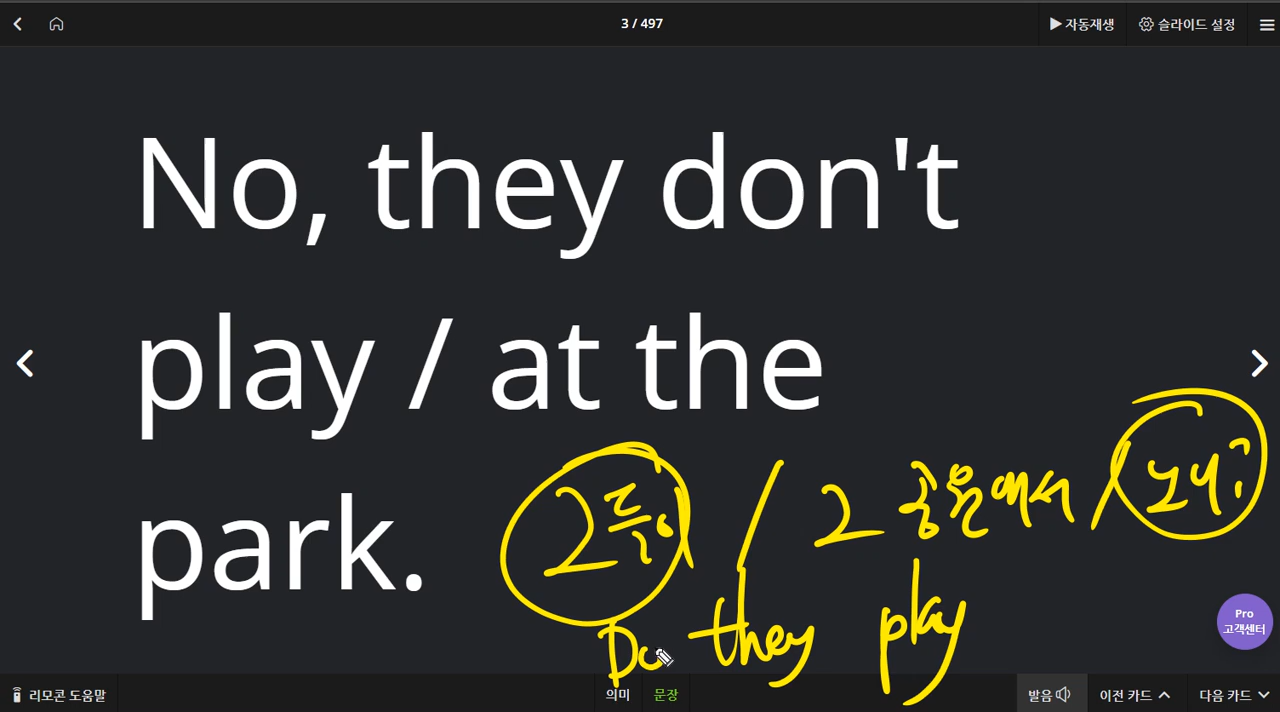 3 / 497
자동재생
슬라이드 설정
No, they don't
play / at the
park.
그들이 / 그 공원에서 / 노니?
Do they play
Pro
고객센터
리모콘 도움말
의미
문장
발음
이전 카드
다음 카드